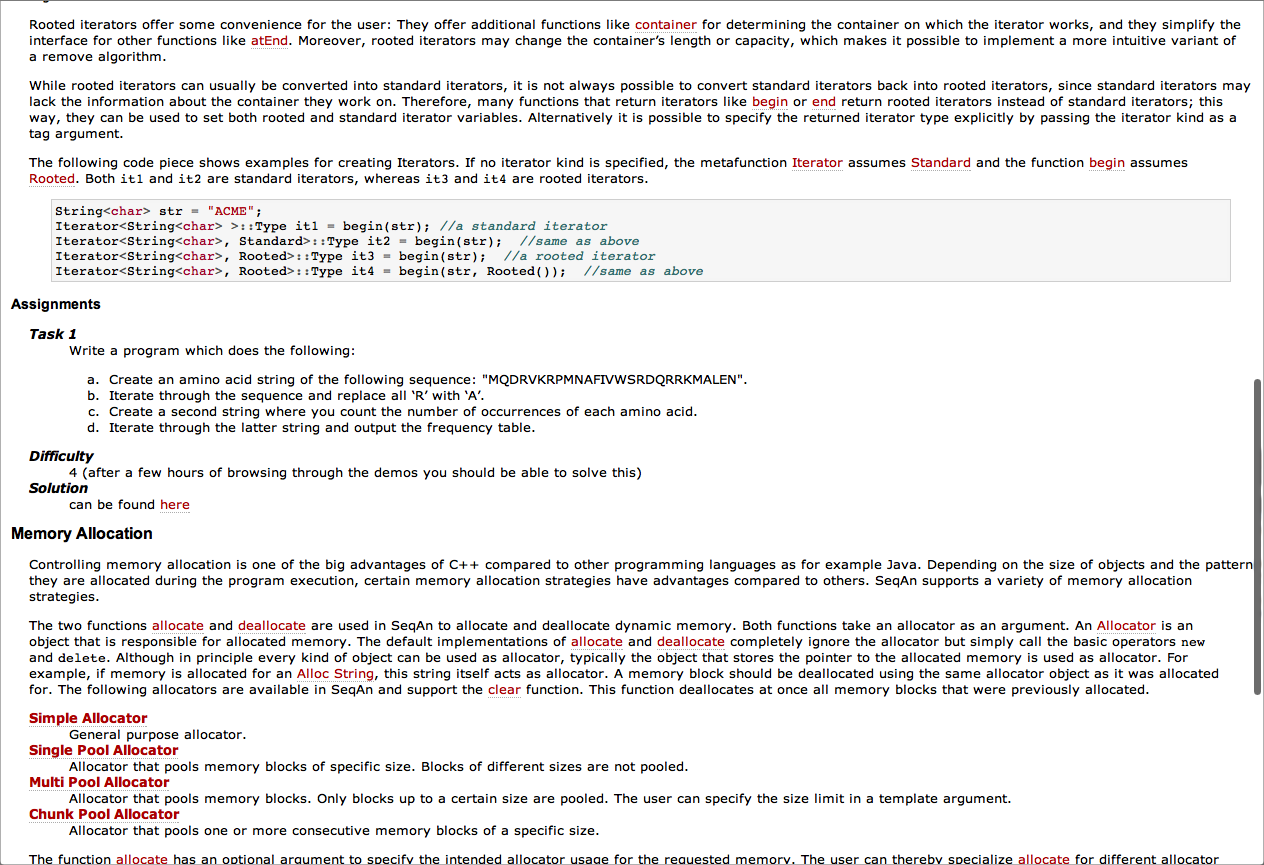 Rooted iterators offer some convenience for the user: They offer additional functions like container for determining the container on which the iterator works, and they simplify the
interface for other functions like atEnd. Moreover, rooted iterators may change the container's length or capacity, which makes it possible to implement a more intuitive variant of
a remove algorithm.
While rooted iterators can usually be converted into standard iterators, it is not always possible to convert standard iterators back into rooted iterators, since standard iterators may
lack the information about the container they work on. Therefore, many functions that return iterators like begin or end return rooted iterators instead of standard iterators; this
way, they can be used to set both rooted and standard iterator variables. Alternatively it is possible to specify the returned iterator type explicitly by passing the iterator kind as a
tag argument.
The following code piece shows examples for creating Iterators. If no iterator kind is specified, the metafunction Iterator assumes Standard and the function begin assumes
Rooted. Both it1 and it2 are standard iterators, whereas it3 and it4 are rooted iterators.
String<char> str = "ACME";
Iterator<String<char> >::Type it1 = begin(str); //a standard iterator
Iterator<String<char>, Standard>::Type it2 = begin(str);  //same as above
Iterator<String<char>, Rooted>::Type it3 = begin(str);  //a rooted iterator
Iterator<String<char>, Rooted>::Type it4 = begin(str, Rooted());  //same as above
Assignments
Task 1
Write a program which does the following:
a. Create an amino acid string of the following sequence: "MQDRVKRPMNAFIVWSRDQRRKMALEN".
b. Iterate through the sequence and replace all ‘R’ with ‘A’.
c. Create a second string where you count the number of occurrences of each amino acid.
d. Iterate through the latter string and output the frequency table.
Difficulty
4 (after a few hours of browsing through the demos you should be able to solve this)
Solution
can be found here
Memory Allocation
Controlling memory allocation is one of the big advantages of C++ compared to other programming languages as for example Java. Depending on the size of objects and the pattern
they are allocated during the program execution, certain memory allocation strategies have advantages compared to others. SeqAn supports a variety of memory allocation
strategies.
The two functions allocate and deallocate are used in SeqAn to allocate and deallocate dynamic memory. Both functions take an allocator as an argument. An Allocator is an
object that is responsible for allocated memory. The default implementations of allocate and deallocate completely ignore the allocator but simply call the basic operators new
and delete. Although in principle every kind of object can be used as allocator, typically the object that stores the pointer to the allocated memory is used as allocator. For
example, if memory is allocated for an Alloc String, this string itself acts as allocator. A memory block should be deallocated using the same allocator object as it was allocated
for. The following allocators are available in SeqAn and support the clear function. This function deallocates at once all memory blocks that were previously allocated.
Simple Allocator
General purpose allocator.
Single Pool Allocator
Allocator that pools memory blocks of specific size. Blocks of different sizes are not pooled.
Multi Pool Allocator
Allocator that pools memory blocks. Only blocks up to a certain size are pooled. The user can specify the size limit in a template argument.
Chunk Pool Allocator
Allocator that pools one or more consecutive memory blocks of a specific size.
The function allocate has an optional argument to specify the intended allocator usage for the requested memory. The user can thereby specialize allocate for different allocator